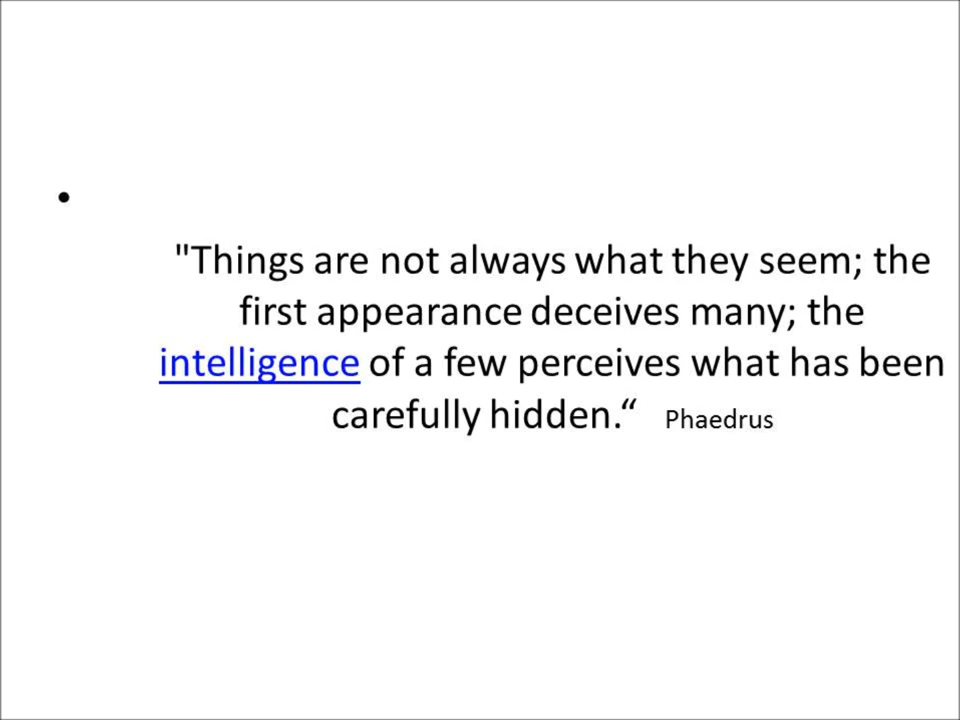 •
"Things are not always what they seem; the
first appearance deceives many; the
intelligence of a few perceives what has been
carefully hidden.“ Phaedrus